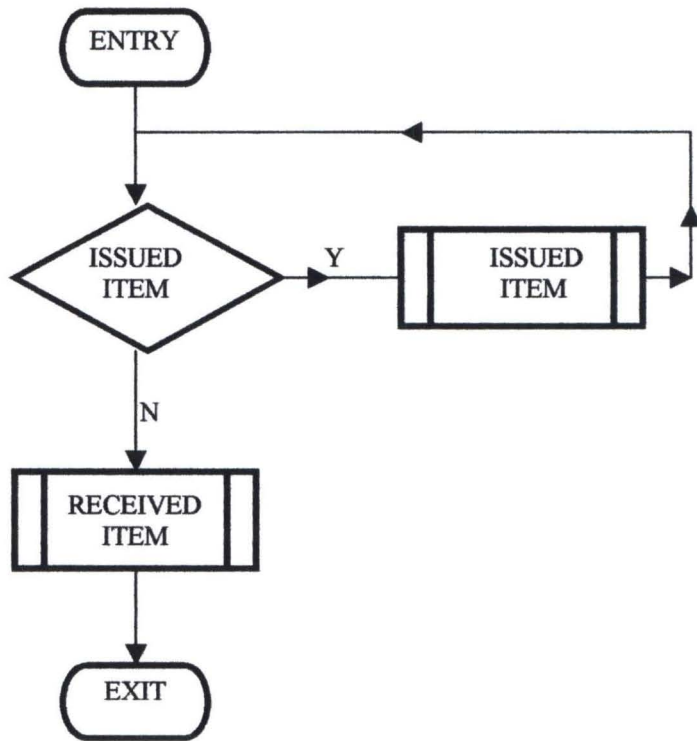 ENTRY
ISSUED
ITEM
Y
ISSUED
ITEM
N
RECEIVED
ITEM
EXIT